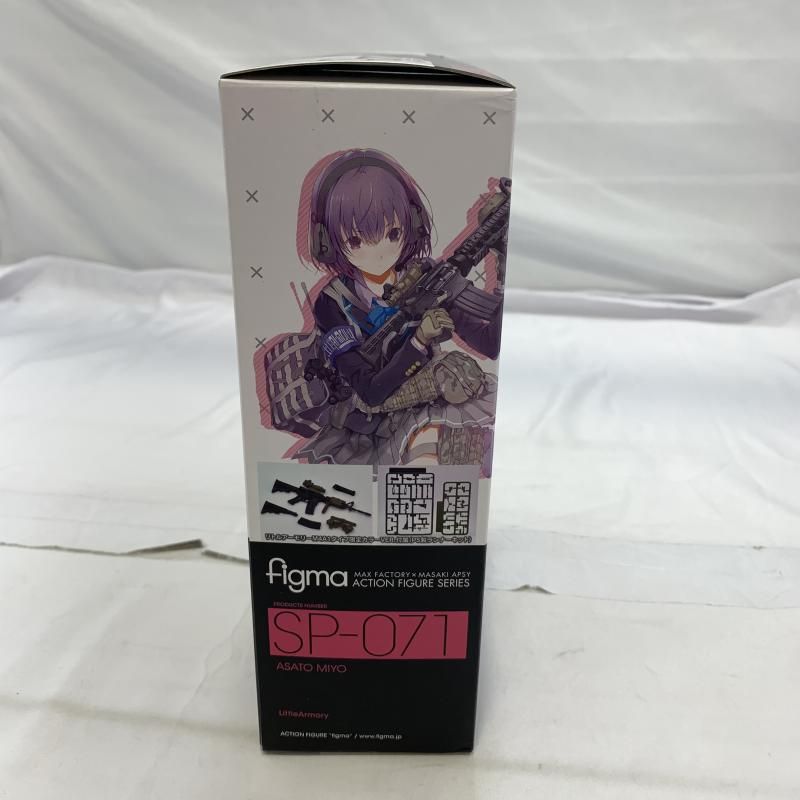 リトルアーモリーM4A1タイプ限定カラーVER.付属(PS製ランナーキット)
figma
MAX FACTORY×MASAKI APSY
ACTION FIGURE SERIES
PRODUCTS NUMBER
SP-071
ASATO MIYO
LittleArmory
ACTION FIGURE "figma" / www.figma.jp